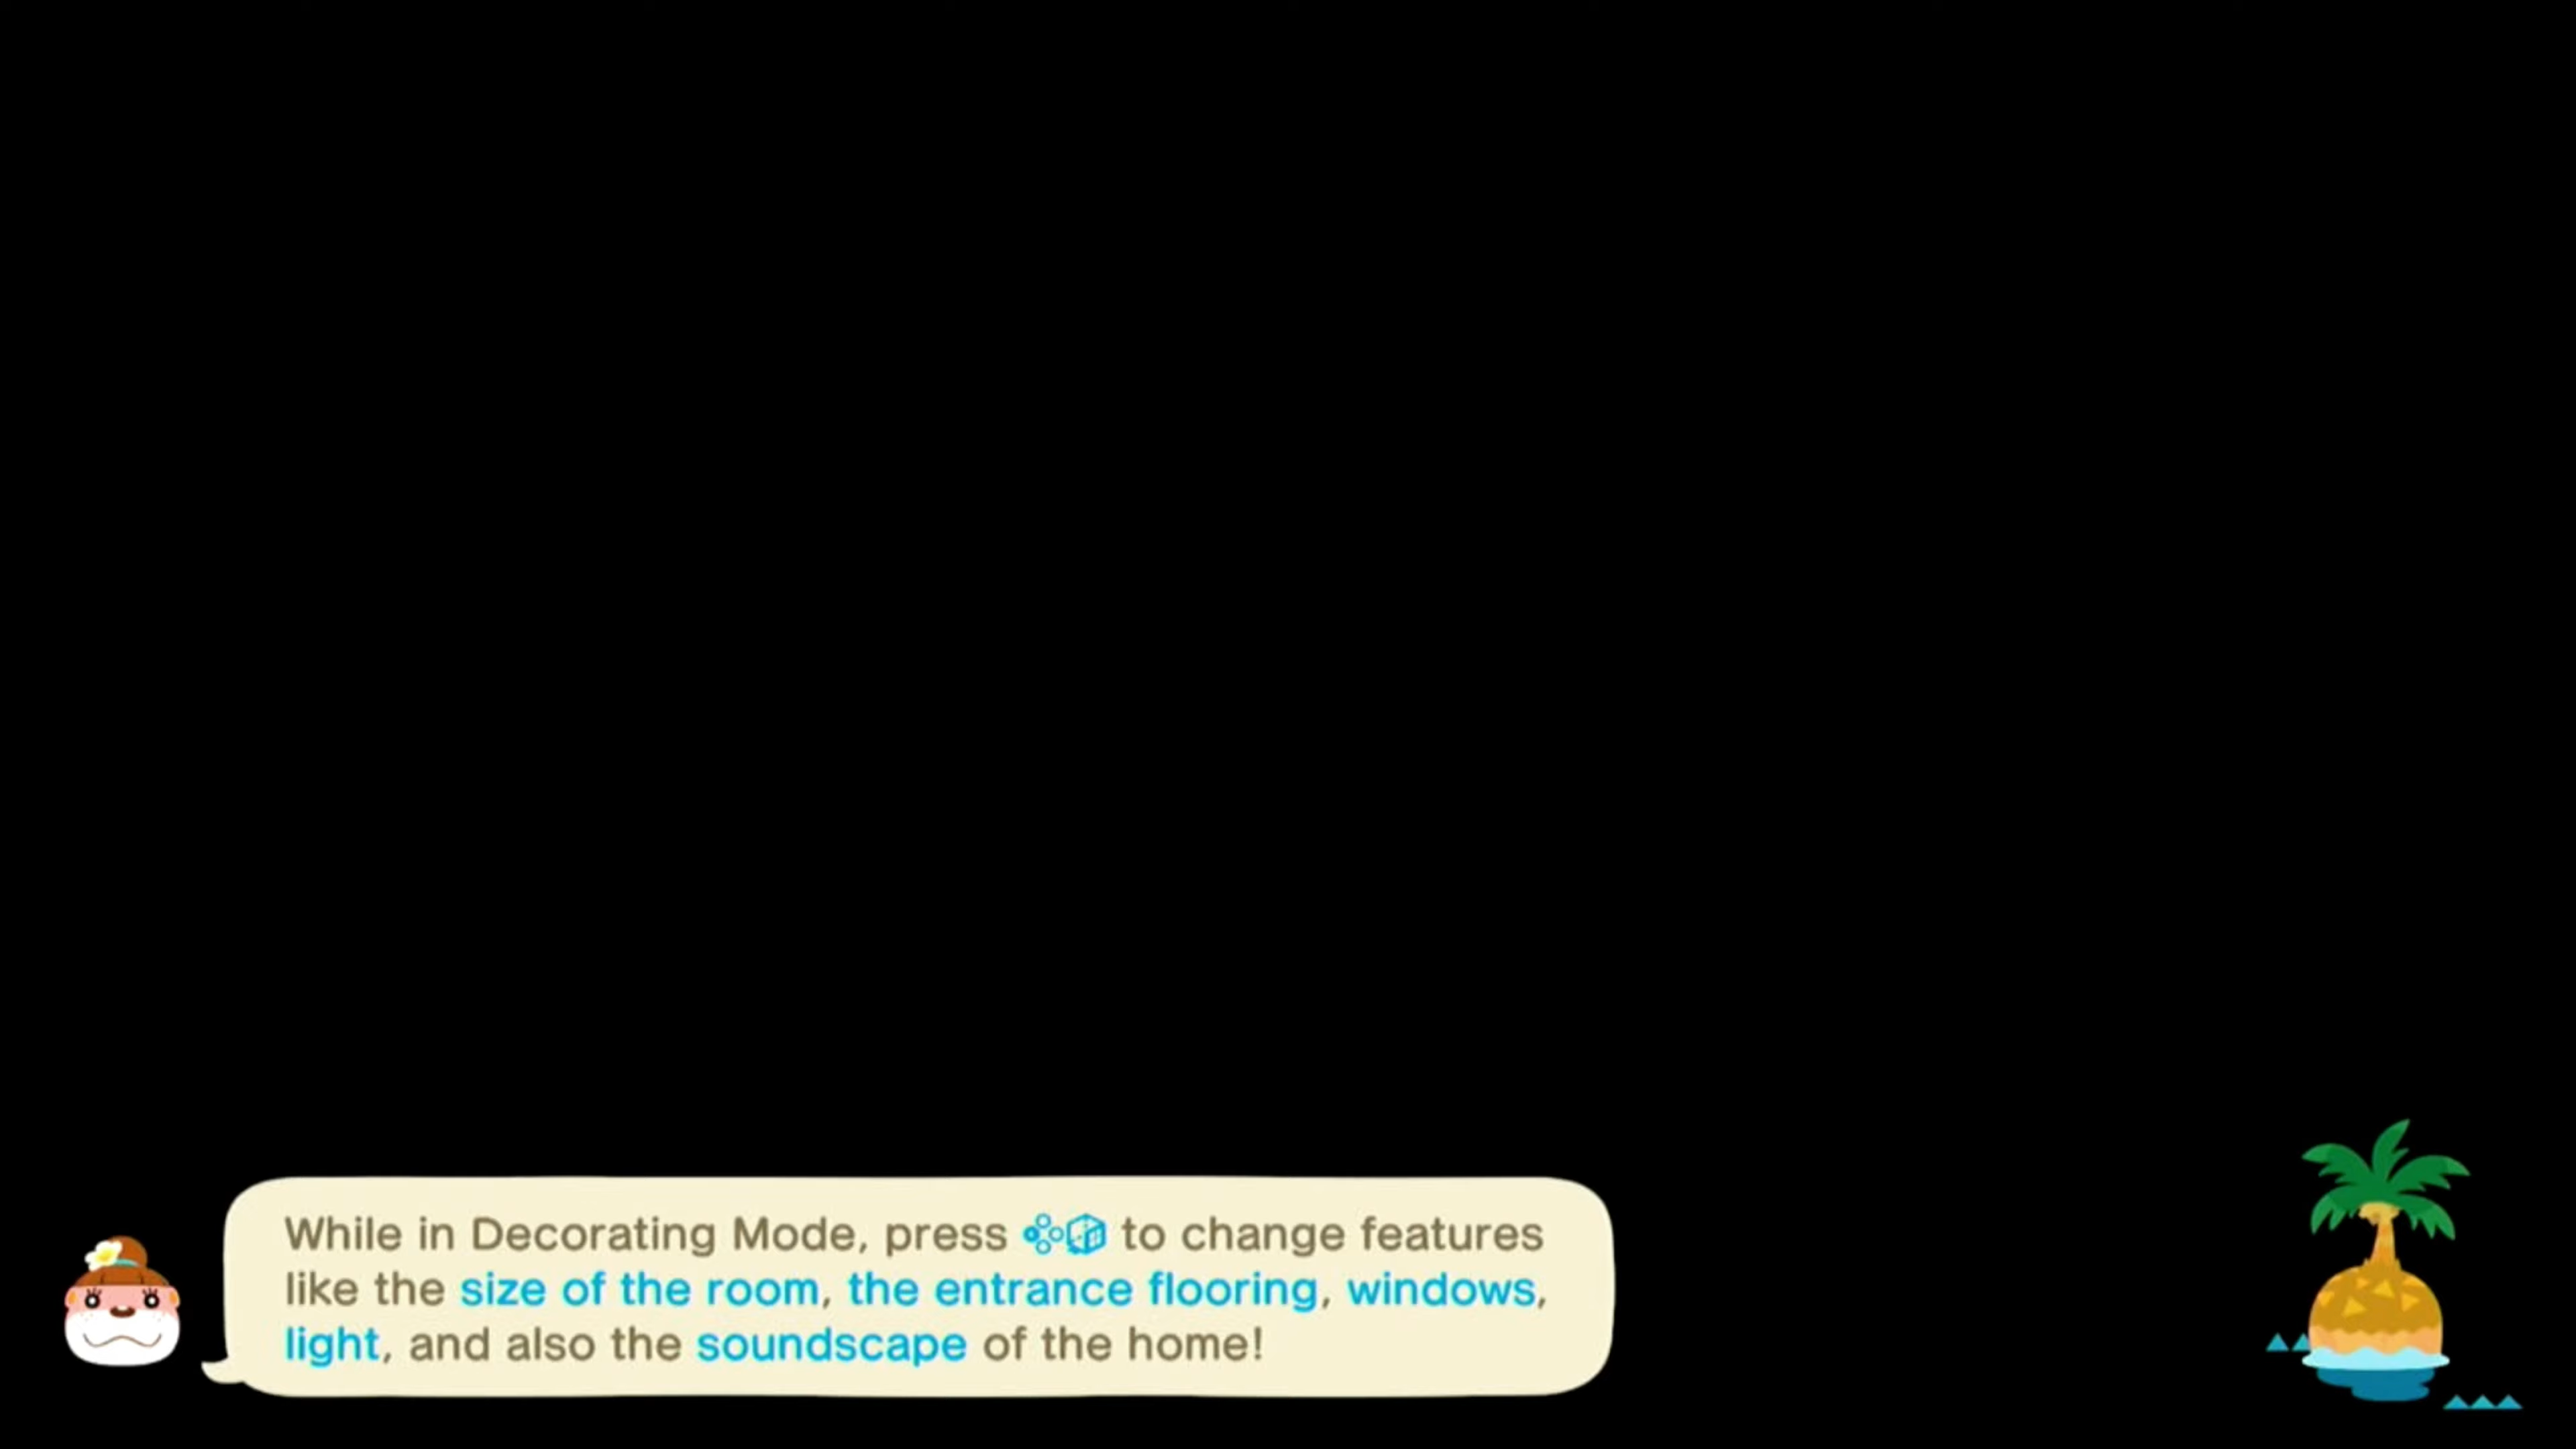 While in Decorating Mode, press to change features
like the size of the room, the entrance flooring, windows,
light, and also the soundscape of the home!